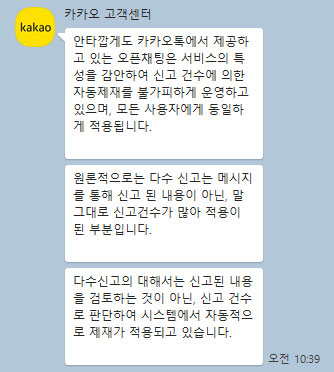 kakao
카카오 고객센터
안타깝게도 카카오톡에서 제공하
고 있는 오픈채팅은 서비스의 특
성을 감안하여 신고 건수에 의한
자동제재를 불가피하게 운영하고
있으며, 모든 사용자에게 동일하
게 적용됩니다.
원론적으로는 다수 신고는 메시지
를 통해 신고 된 내용이 아닌, 말
그대로 신고건수가 많아 적용이
된 부분입니다.
다수신고의 대해서는 신고된 내용
을 검토하는 것이 아닌, 신고 건수
로 판단하여 시스템에서 자동적으
로 제재가 적용되고 있습니다.
오전 10:39